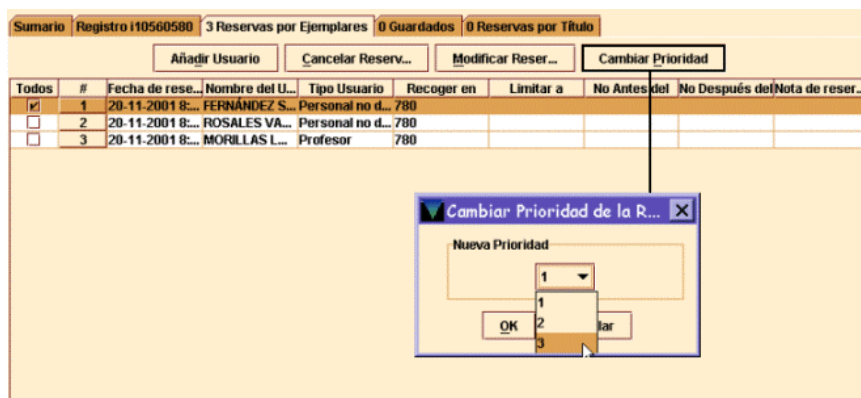 Sumario Registro i10560580 3 Reservas por Ejemplares 0 Guardados 0 Reservas por Título
Añadir Usuario Cancelar Reserv... Modificar Reser... Cambiar Prioridad
Todos # Fecha de rese... Nombre del U... Tipo Usuario Recoger en Limitar a No Antes del No Después del Nota de reser...
1 20-11-2001 8:... FERNÁNDEZ S... Personal no d... 780
2 20-11-2001 8:... ROSALES VA... Personal no d... 780
3 20-11-2001 8:... MORILLAS L... Profesor 780
Cambiar Prioridad de la R...
Nueva Prioridad
1
1
2
3
OK lar